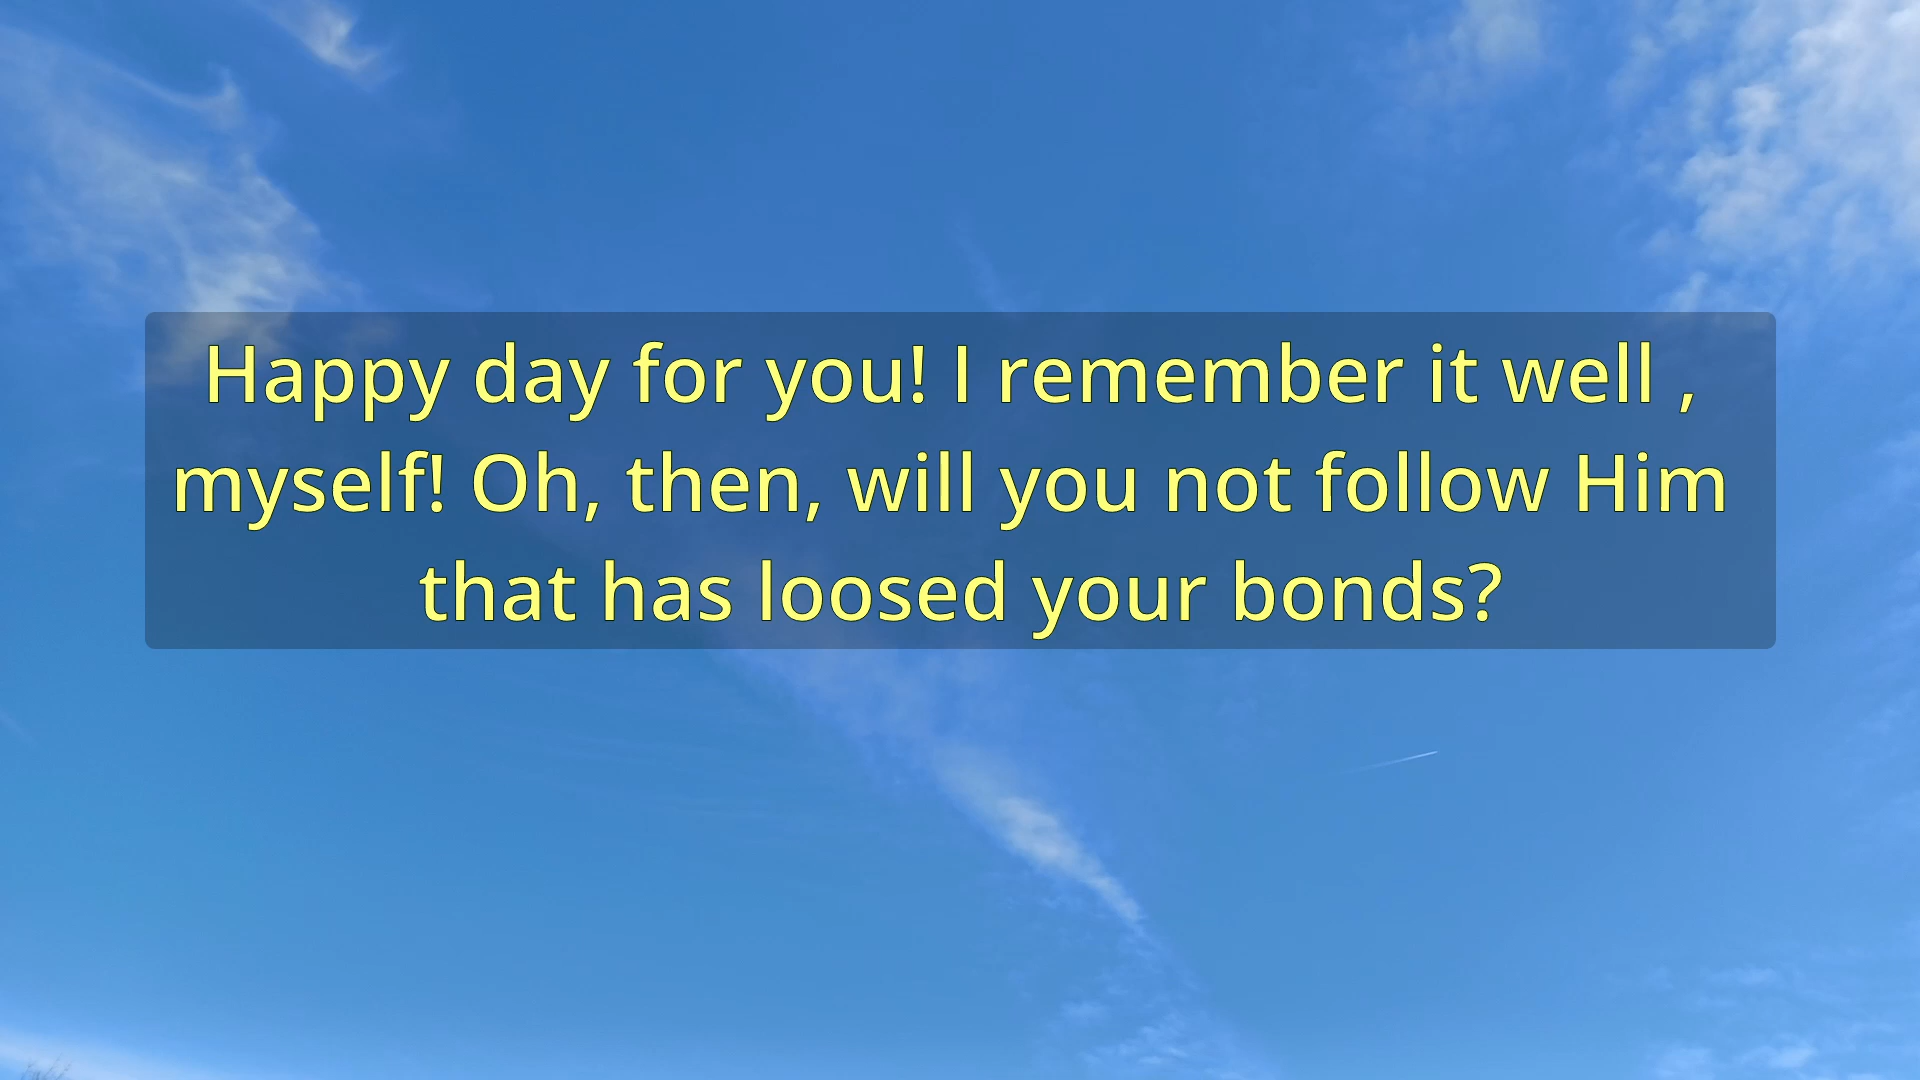 Happy day for you! I remember it well ,
myself! Oh, then, will you not follow Him
that has loosed your bonds?